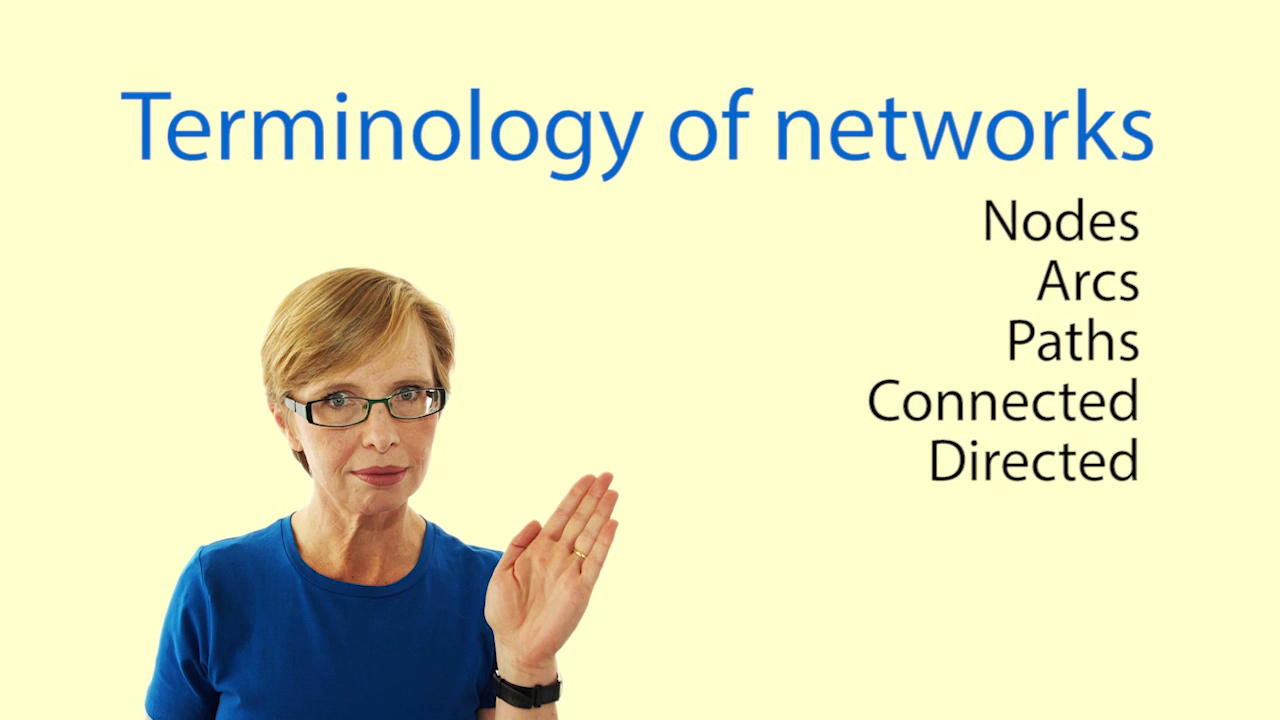 Terminology of networks
Nodes
Arcs
Paths
Connected
Directed